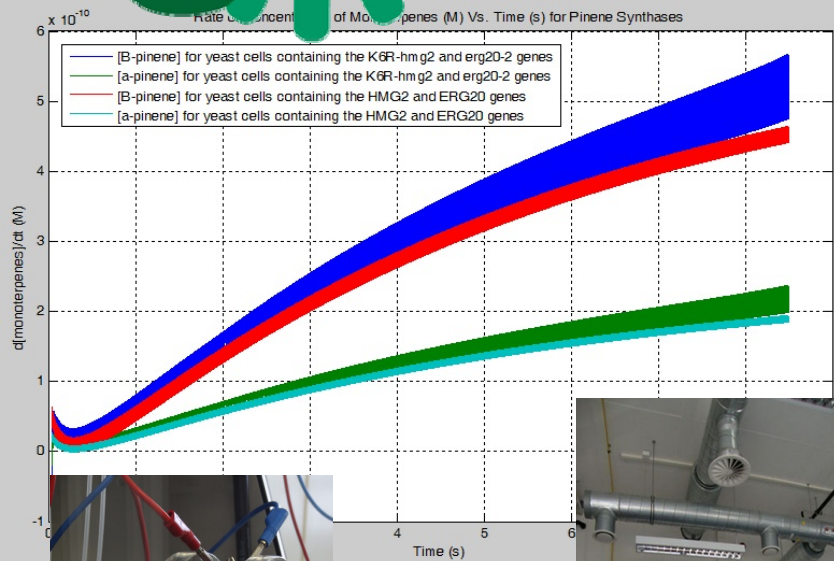 x 10⁻¹⁰
Rate of Monoterpenes (M) Vs. Time (s) for Pinene Synthases
[B-pinene] for yeast cells containing the K6R-hmg2 and erg20-2 genes
[a-pinene] for yeast cells containing the K6R-hmg2 and erg20-2 genes
[B-pinene] for yeast cells containing the HMG2 and ERG20 genes
[a-pinene] for yeast cells containing the HMG2 and ERG20 genes
d[monoterpenes]/dt (M)
6
5
4
3
2
1
0
-1
0
4
5
6
Time (s)